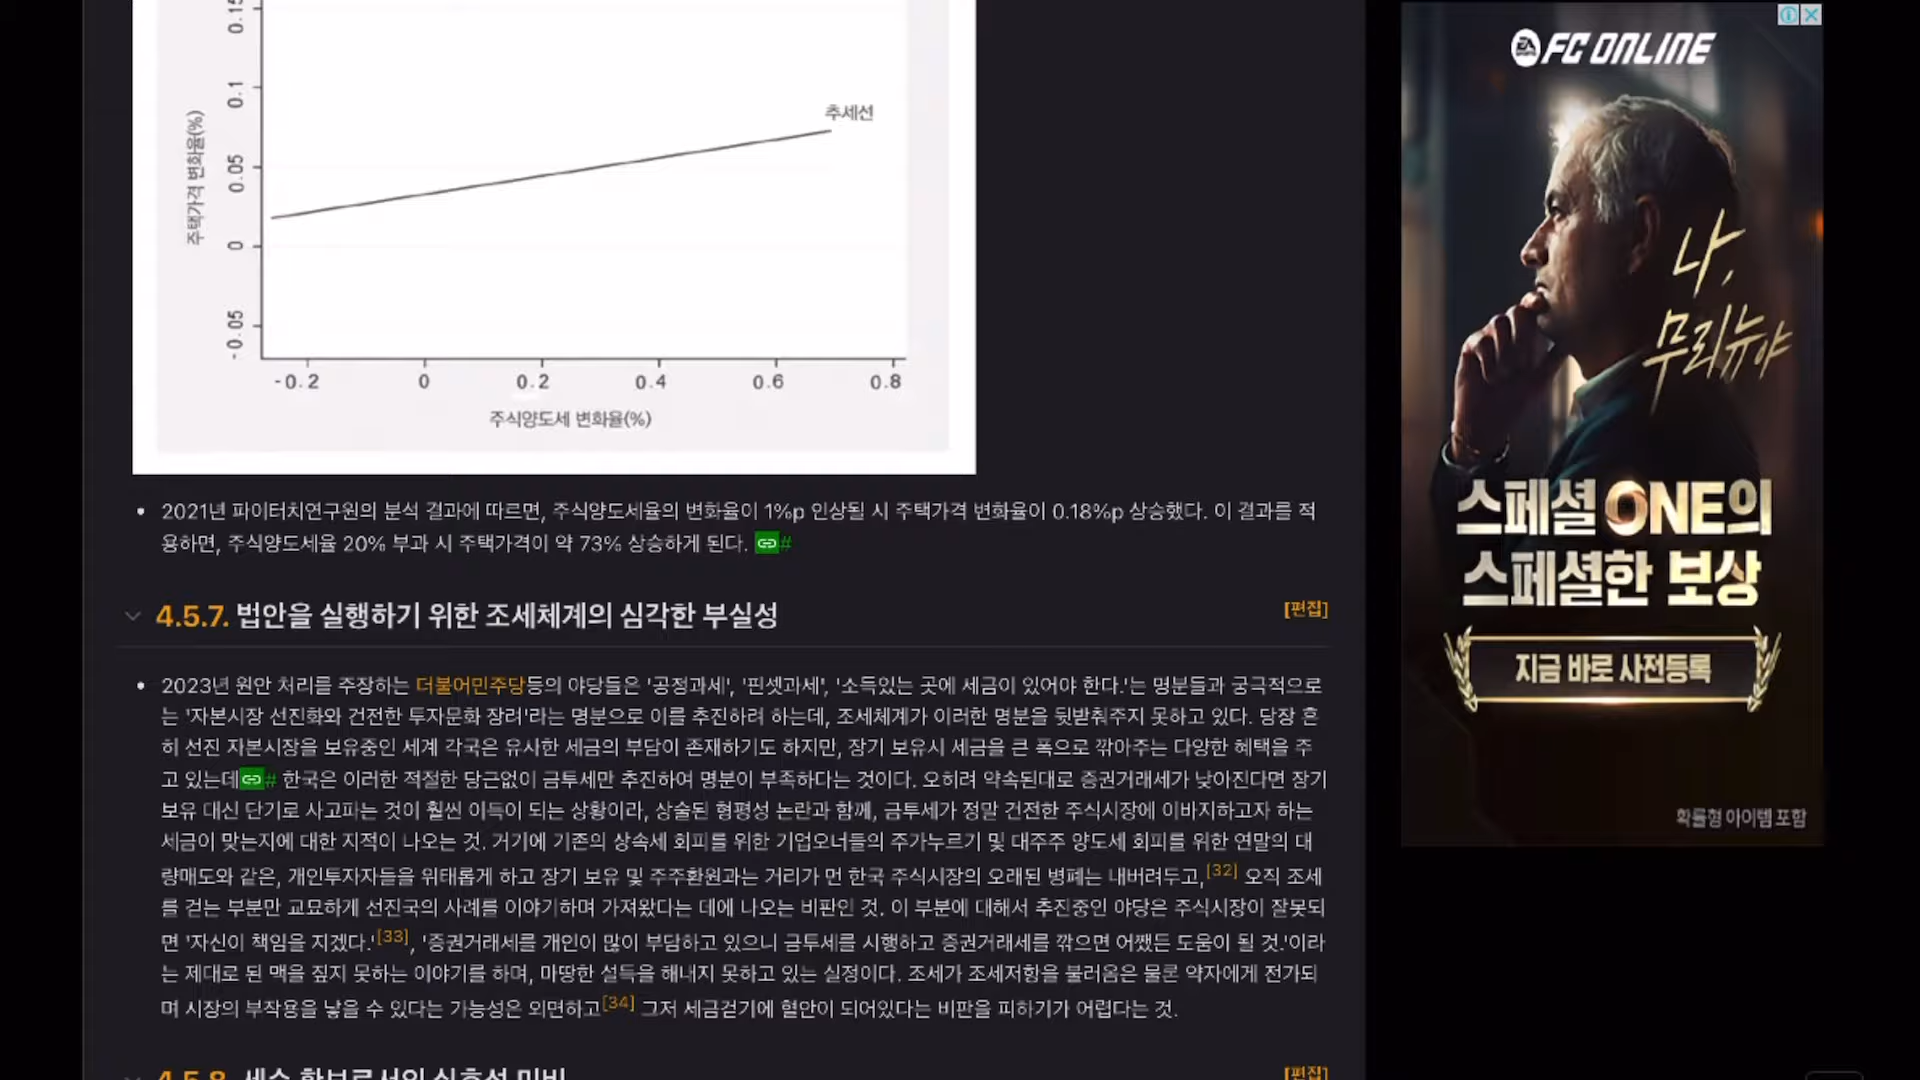 0.15
0.1
0.05
0
-0.05
주택가격 변화율(%)
추세선
-0.2 0 0.2 0.4 0.6 0.8
주식양도세 변화율(%)
2021년 파이터치연구원의 분석 결과에 따르면, 주식양도세율의 변화율이 1%p 인상될 시 주택가격 변화율이 0.18%p 상승했다. 이 결과를 적
용하면, 주식양도세율 20% 부과 시 주택가격이 약 73% 상승하게 된다. #
4.5.7. 법안을 실행하기 위한 조세체계의 심각한 부실성 [편집]
2023년 원안 처리를 주장하는 더불어민주당등의 야당들은 '공정과세', '핀셋과세', '소득있는 곳에 세금이 있어야 한다.'는 명분들과 궁극적으로
는 '자본시장 선진화와 건전한 투자문화 장려'라는 명분으로 이를 추진하려 하는데, 조세체계가 이러한 명분을 뒷받춰주지 못하고 있다. 당장 흔
히 선진 자본시장을 보유중인 세계 각국은 유사한 세금의 부담이 존재하기도 하지만, 장기 보유시 세금을 큰 폭으로 깎아주는 다양한 혜택을 주
고 있는데# 한국은 이러한 적절한 당근없이 금투세만 추진하여 명분이 부족하다는 것이다. 오히려 약속된대로 증권거래세가 낮아진다면 장기
보유 대신 단기로 사고파는 것이 훨씬 이득이 되는 상황이라, 상술된 형평성 논란과 함께, 금투세가 정말 건전한 주식시장에 이바지하고자 하는
세금이 맞는지에 대한 지적이 나오는 것. 거기에 기존의 상속세 회피를 위한 기업오너들의 주가누르기 및 대주주 양도세 회피를 위한 연말의 대
량매도와 같은, 개인투자자들을 위태롭게 하고 장기 보유 및 주주환원과는 거리가 먼 한국 주식시장의 오래된 병폐는 내버려두고,[32] 오직 조세
를 걷는 부분만 교묘하게 선진국의 사례를 이야기하며 가져왔다는 데에 나오는 비판인 것. 이 부분에 대해서 추진중인 야당은 주식시장이 잘못되
면 '자신이 책임을 지겠다.'[33], '증권거래세를 개인이 많이 부담하고 있으니 금투세를 시행하고 증권거래세를 깎으면 어쨌든 도움이 될 것.'이라
는 제대로 된 맥을 짚지 못하는 이야기를 하며, 마땅한 설득을 해내지 못하고 있는 실정이다. 조세가 조세저항을 불러옴은 물론 약자에게 전가되
며 시장의 부작용을 낳을 수 있다는 가능성은 외면하고[34] 그저 세금걷기에 혈안이 되어있다는 비판을 피하기가 어렵다는 것.
4.5.8. 세수 확보로서의 실효성 미비 [편집]
EA SPORTS FC ONLINE
나,
무리뉴야
스페셜 ONE의
스페셜한 보상
지금 바로 사전등록
확률형 아이템 포함